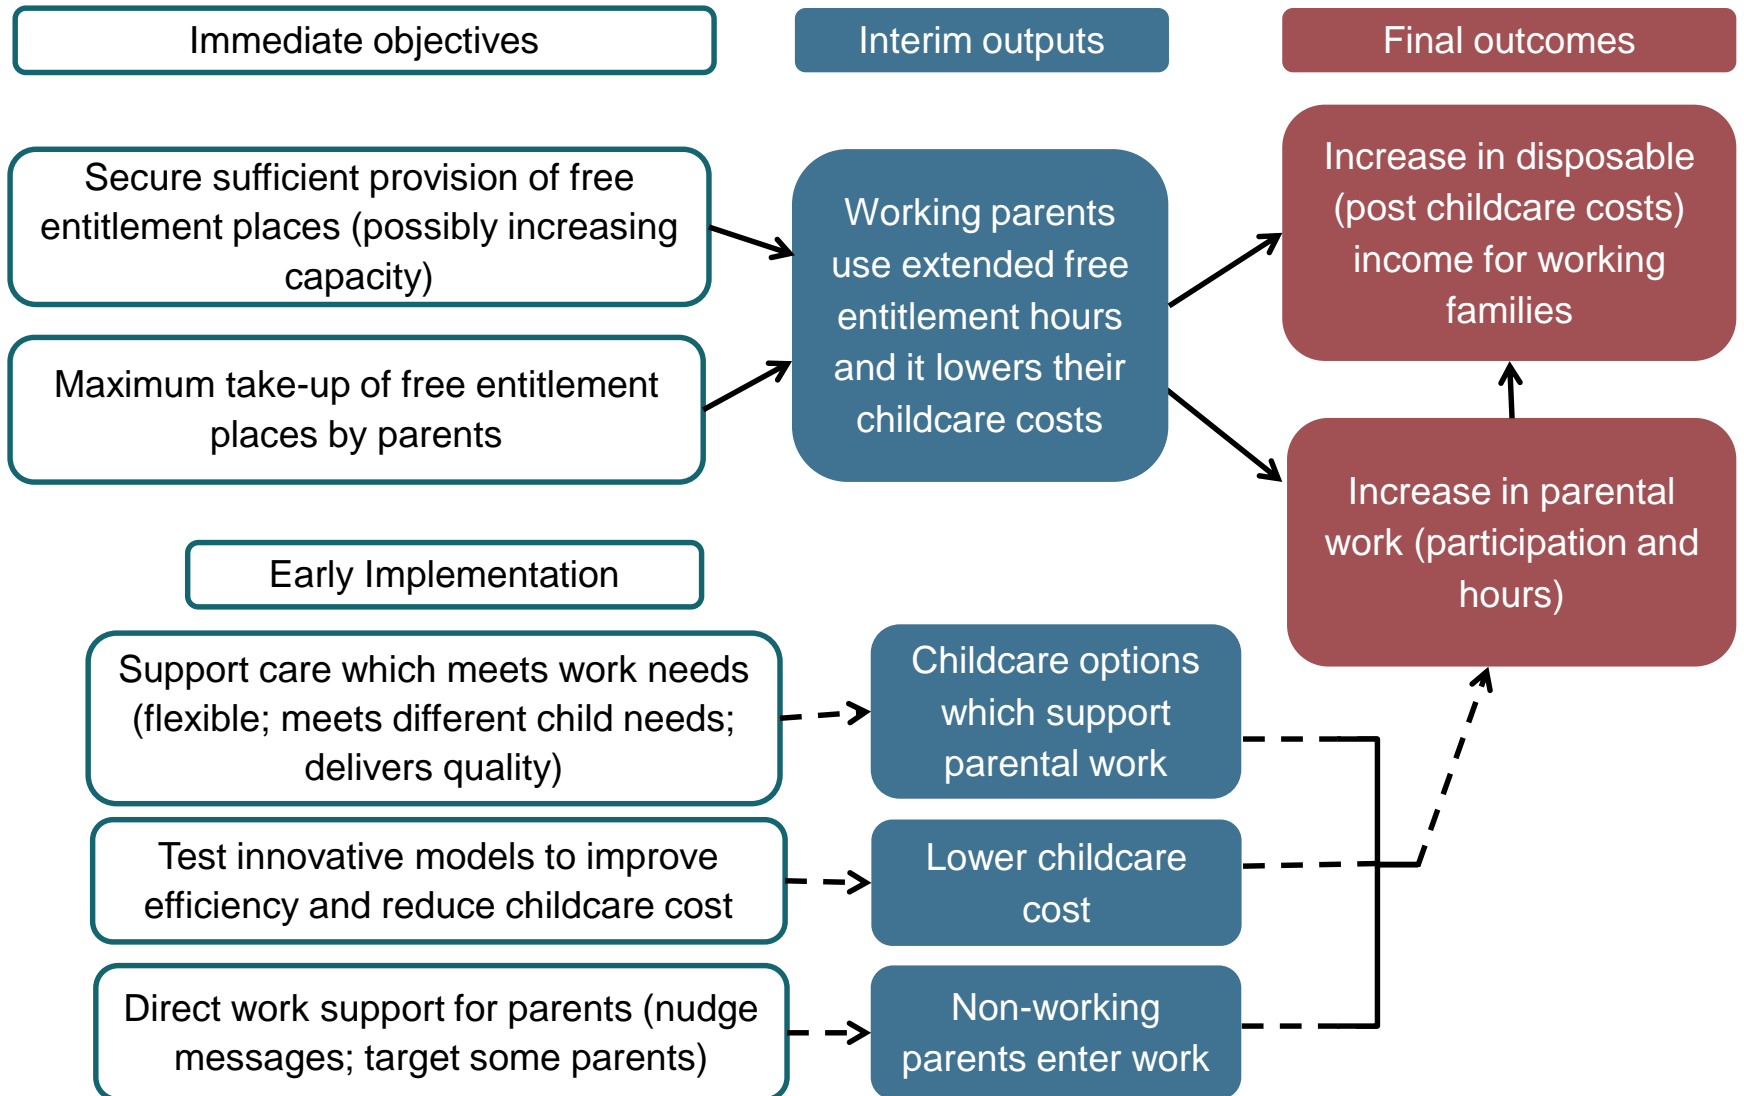 Immediate objectives
Interim outputs
Final outcomes
Secure sufficient provision of free
entitlement places (possibly increasing
capacity)
Maximum take-up of free entitlement
places by parents
Working parents
use extended free
entitlement hours
and it lowers their
childcare costs
Increase in disposable
(post childcare costs)
income for working
families
Increase in parental
work (participation and
hours)
Early Implementation
Support care which meets work needs
(flexible; meets different child needs;
delivers quality)
Childcare options
which support
parental work
Test innovative models to improve
efficiency and reduce childcare cost
Lower childcare
cost
Direct work support for parents (nudge
messages; target some parents)
Non-working
parents enter work